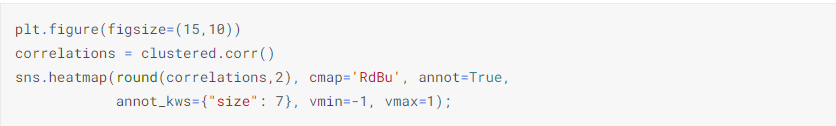 plt.figure(figsize=(15,10))
correlations = clustered.corr()
sns.heatmap(round(correlations,2), cmap='RdBu', annot=True,
            annot_kws={"size": 7}, vmin=-1, vmax=1);